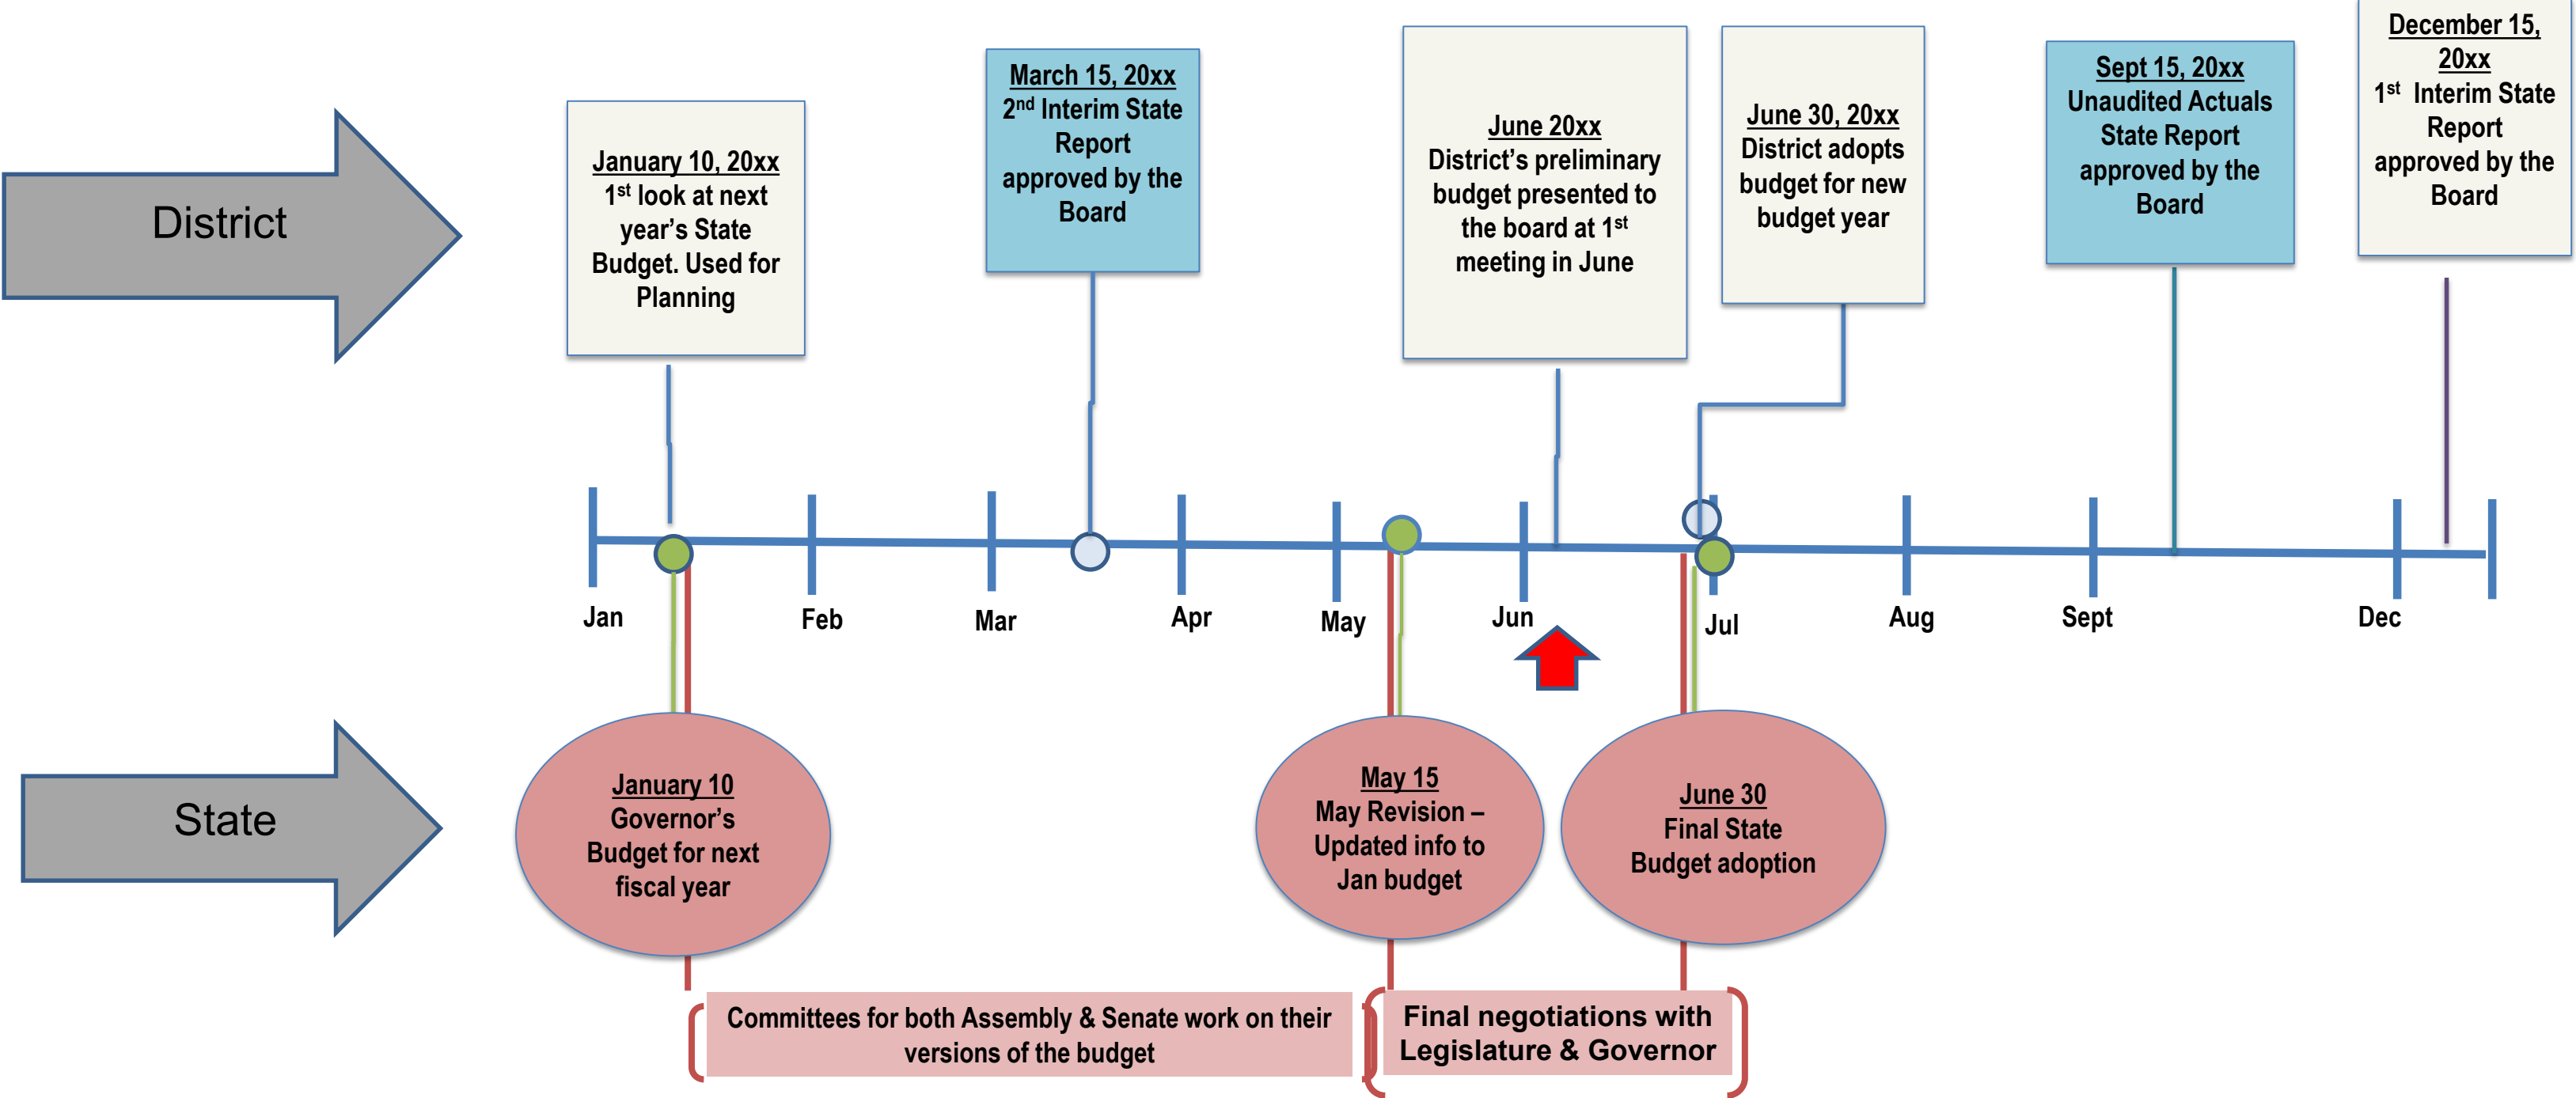 District
January 10, 20xx
1st look at next
year’s State
Budget. Used for
Planning
March 15, 20xx
2nd Interim State
Report
approved by the
Board
June 20xx
District’s preliminary
budget presented to
the board at 1st
meeting in June
June 30, 20xx
District adopts
budget for new
budget year
Sept 15, 20xx
Unaudited Actuals
State Report
approved by the
Board
December 15,
20xx
1st Interim State
Report
approved by the
Board
Jan
Feb
Mar
Apr
May
Jun
Jul
Aug
Sept
Dec
State
January 10
Governor’s
Budget for next
fiscal year
May 15
May Revision –
Updated info to
Jan budget
June 30
Final State
Budget adoption
Committees for both Assembly & Senate work on their
versions of the budget
Final negotiations with
Legislature & Governor